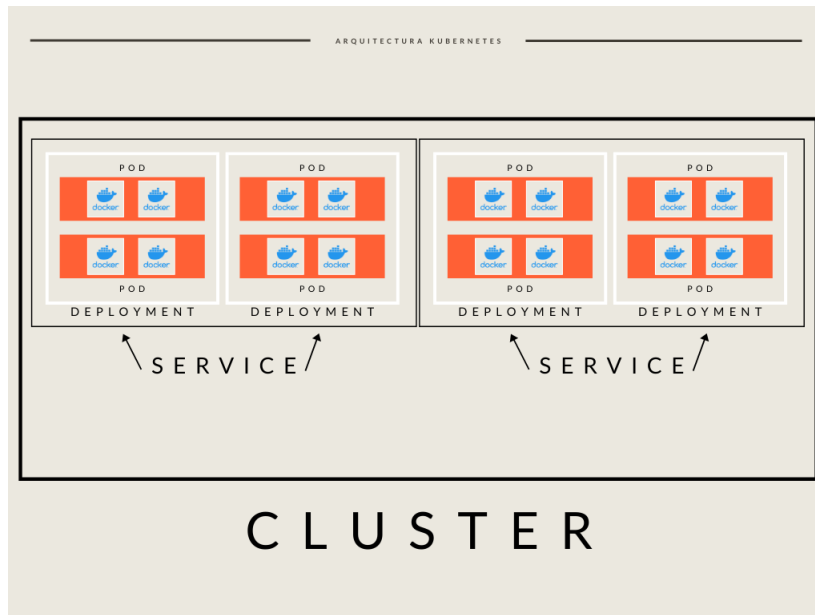 ARQUITECTURA KUBERNETES
POD POD POD POD
docker docker docker docker docker docker docker docker
docker docker docker docker docker docker docker docker
POD POD POD POD
DEPLOYMENT DEPLOYMENT DEPLOYMENT DEPLOYMENT
SERVICE SERVICE
CLUSTER